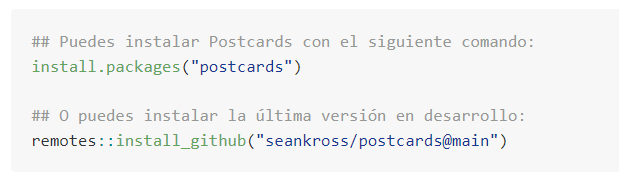 ## Puedes instalar Postcards con el siguiente comando:
install.packages("postcards")
## O puedes instalar la última versión en desarrollo:
remotes::install_github("seankross/postcards@main")